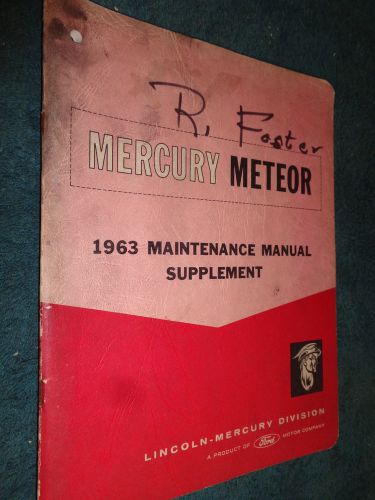 R. Foster
MERCURY METEOR
1963 MAINTENANCE MANUAL
SUPPLEMENT
LINCOLN-MERCURY DIVISION
A PRODUCT OF Ford MOTOR COMPANY